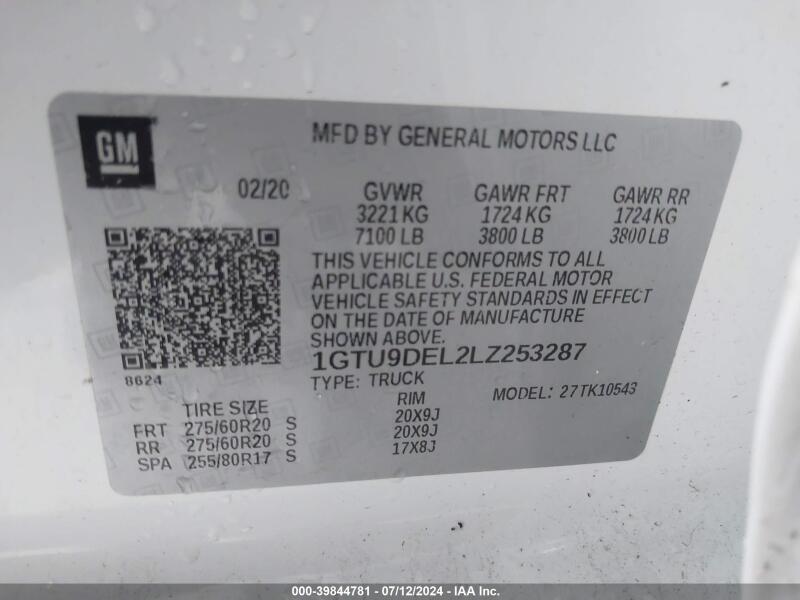 GM
MFD BY GENERAL MOTORS LLC
02/20 GVWR GAWR FRT GAWR RR
3221 KG 1724 KG 1724 KG
7100 LB 3800 LB 3800 LB
THIS VEHICLE CONFORMS TO ALL
APPLICABLE U.S. FEDERAL MOTOR
VEHICLE SAFETY STANDARDS IN EFFECT
ON THE DATE OF MANUFACTURE
SHOWN ABOVE.
1GTU9DEL2LZ253287
8624
TYPE: TRUCK MODEL: 27TK10543
TIRE SIZE RIM
FRT 275/60R20 S 20X9J
RR 275/60R20 S 20X9J
SPA 255/80R17 S 17X8J
000-39844781 - 07/12/2024 - IAA Inc.